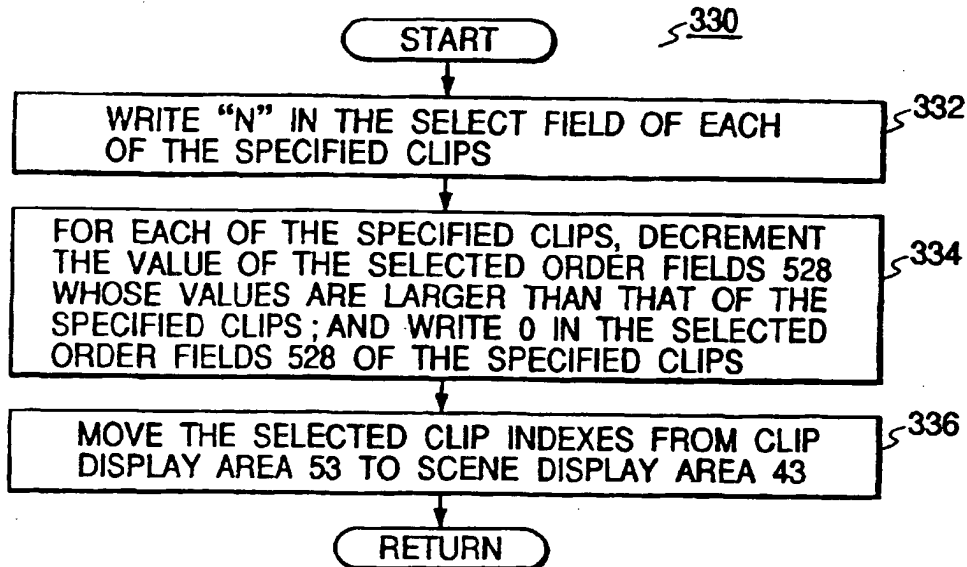 START
330
WRITE “N” IN THE SELECT FIELD OF EACH
OF THE SPECIFIED CLIPS
332
FOR EACH OF THE SPECIFIED CLIPS, DECREMENT
THE VALUE OF THE SELECTED ORDER FIELDS 528
WHOSE VALUES ARE LARGER THAN THAT OF THE
SPECIFIED CLIPS; AND WRITE 0 IN THE SELECTED
ORDER FIELDS 528 OF THE SPECIFIED CLIPS
334
MOVE THE SELECTED CLIP INDEXES FROM CLIP
DISPLAY AREA 53 TO SCENE DISPLAY AREA 43
336
RETURN